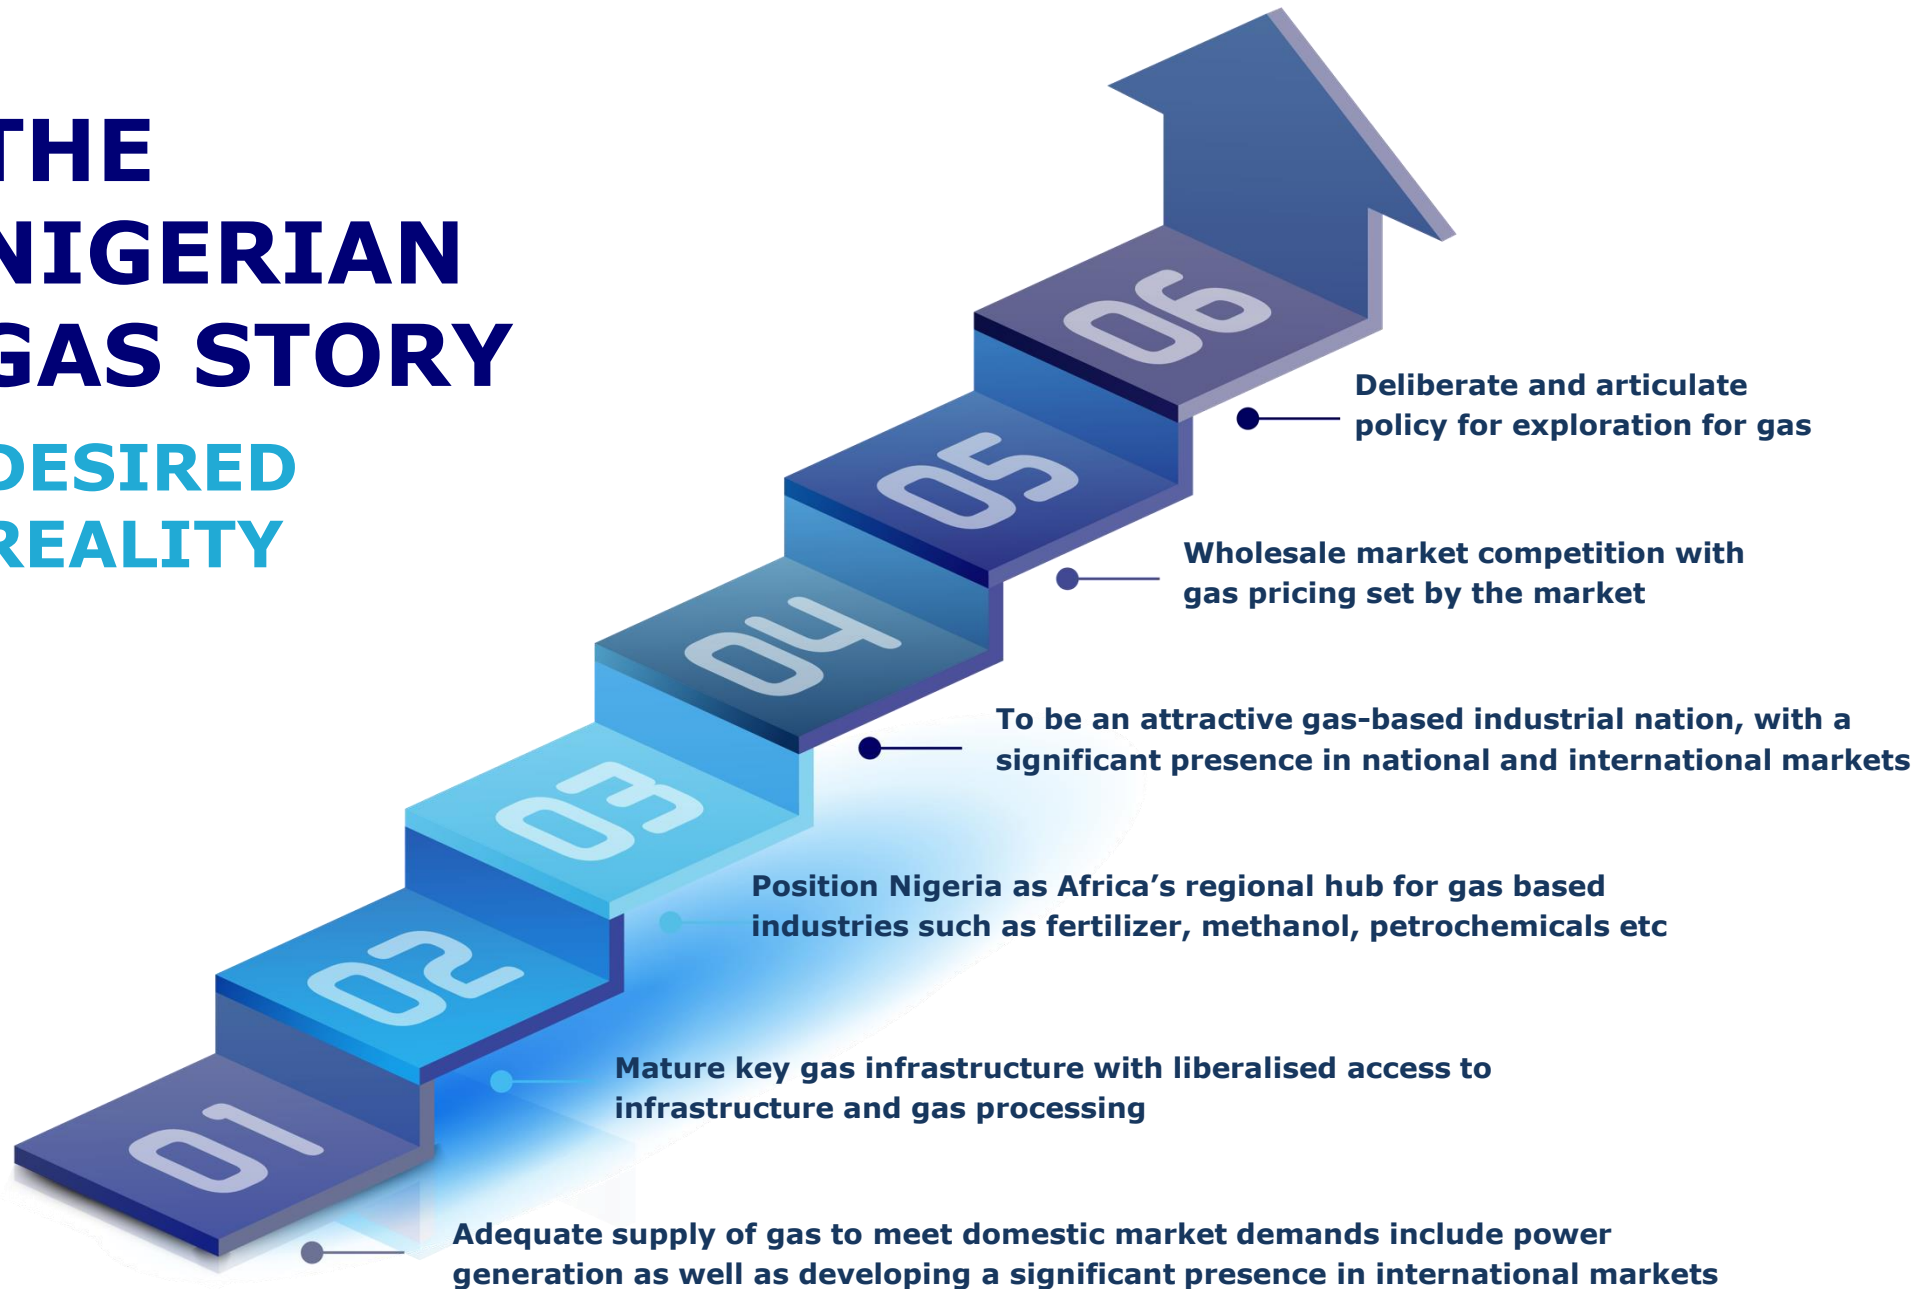 THE
NIGERIAN
GAS STORY
DESIRED
REALITY
06
Deliberate and articulate
policy for exploration for gas
05
Wholesale market competition with
gas pricing set by the market
04
To be an attractive gas-based industrial nation, with a
significant presence in national and international markets
03
Position Nigeria as Africa’s regional hub for gas based
industries such as fertilizer, methanol, petrochemicals etc
02
Mature key gas infrastructure with liberalised access to
infrastructure and gas processing
01
Adequate supply of gas to meet domestic market demands include power
generation as well as developing a significant presence in international markets